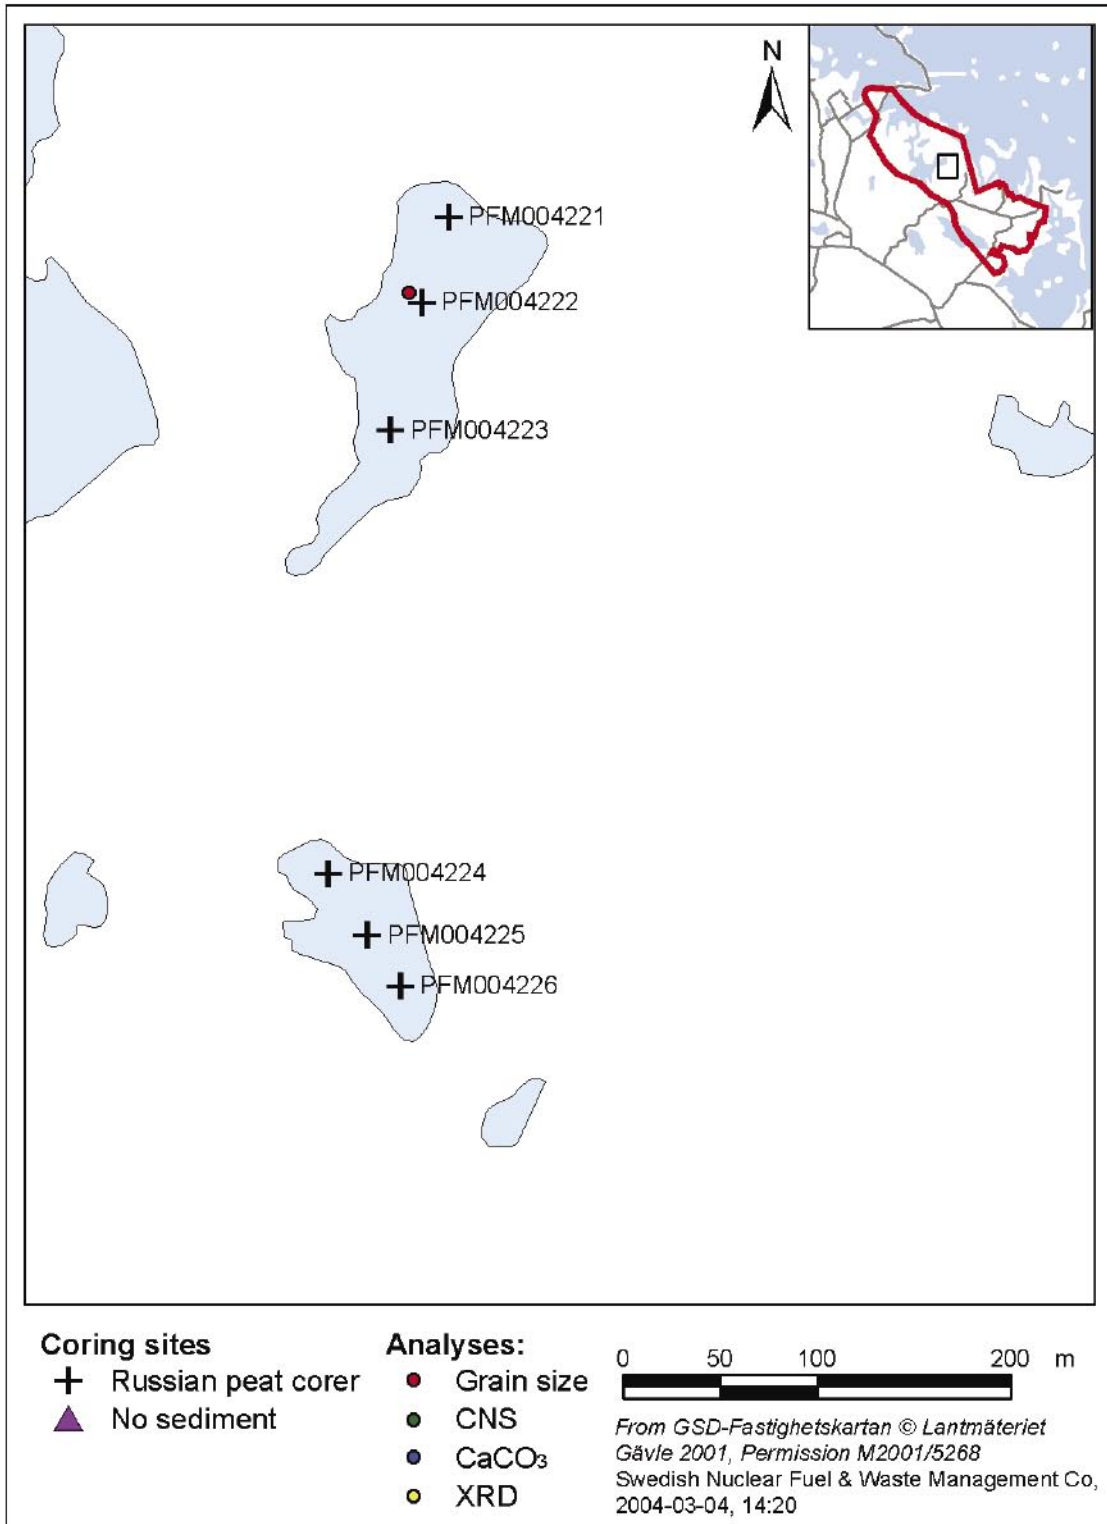 N
PFM004221
PFM004222
PFM004223
PFM004224
PFM004225
PFM004226
Coring sites
Russian peat corer
No sediment
Analyses:
Grain size
CNS
CaCO₃
XRD
0 50 100 200 m
From GSD-Fastighetskartan © Lantmäteriet
Gävle 2001, Permission M2001/5268
Swedish Nuclear Fuel & Waste Management Co,
2004-03-04, 14:20